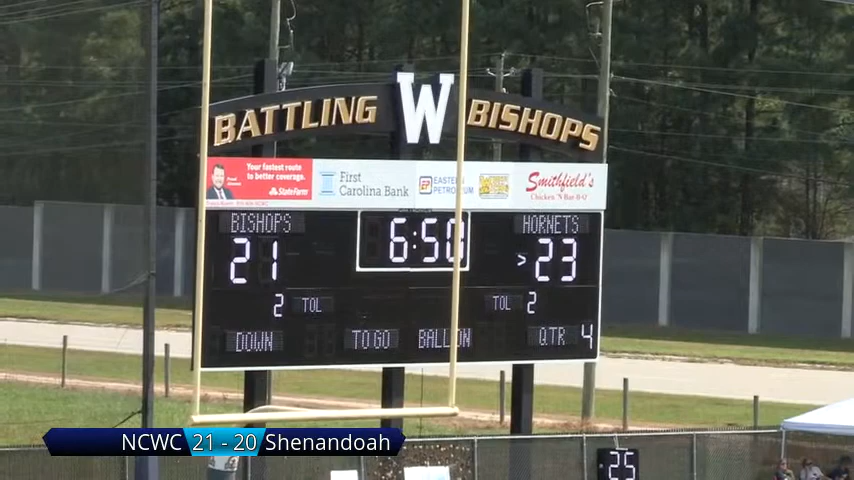 BATTLING W BISHOPS
Your fastest route
to better coverage.
StateFarm
First
Carolina Bank
EP EASTERN
PETROLEUM
Smithfield's
Chicken 'N Bar-B-Q
BISHOPS 6:50 HORNETS
21 > 23
2 TOL TOL 2
DOWN TO GO BALL ON QTR 4
NCWC 21 - 20 Shenandoah
25